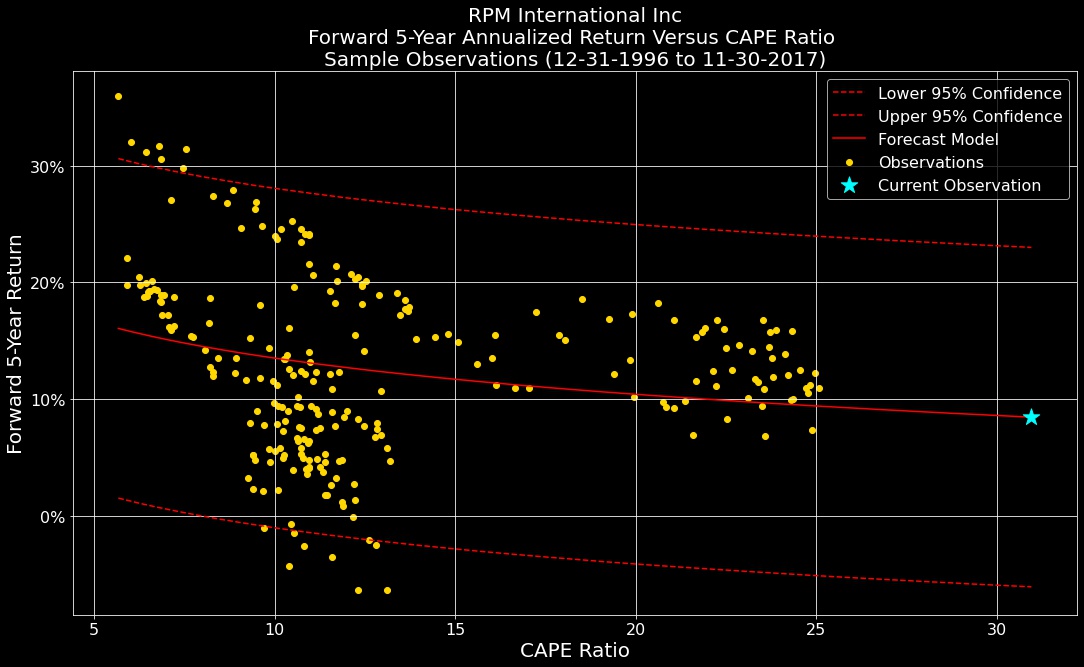 RPM International Inc
Forward 5-Year Annualized Return Versus CAPE Ratio
Sample Observations (12-31-1996 to 11-30-2017)
Lower 95% Confidence
Upper 95% Confidence
Forecast Model
Observations
Current Observation
Forward 5-Year Return
30%
20%
10%
0%
5 10 15 20 25 30
CAPE Ratio